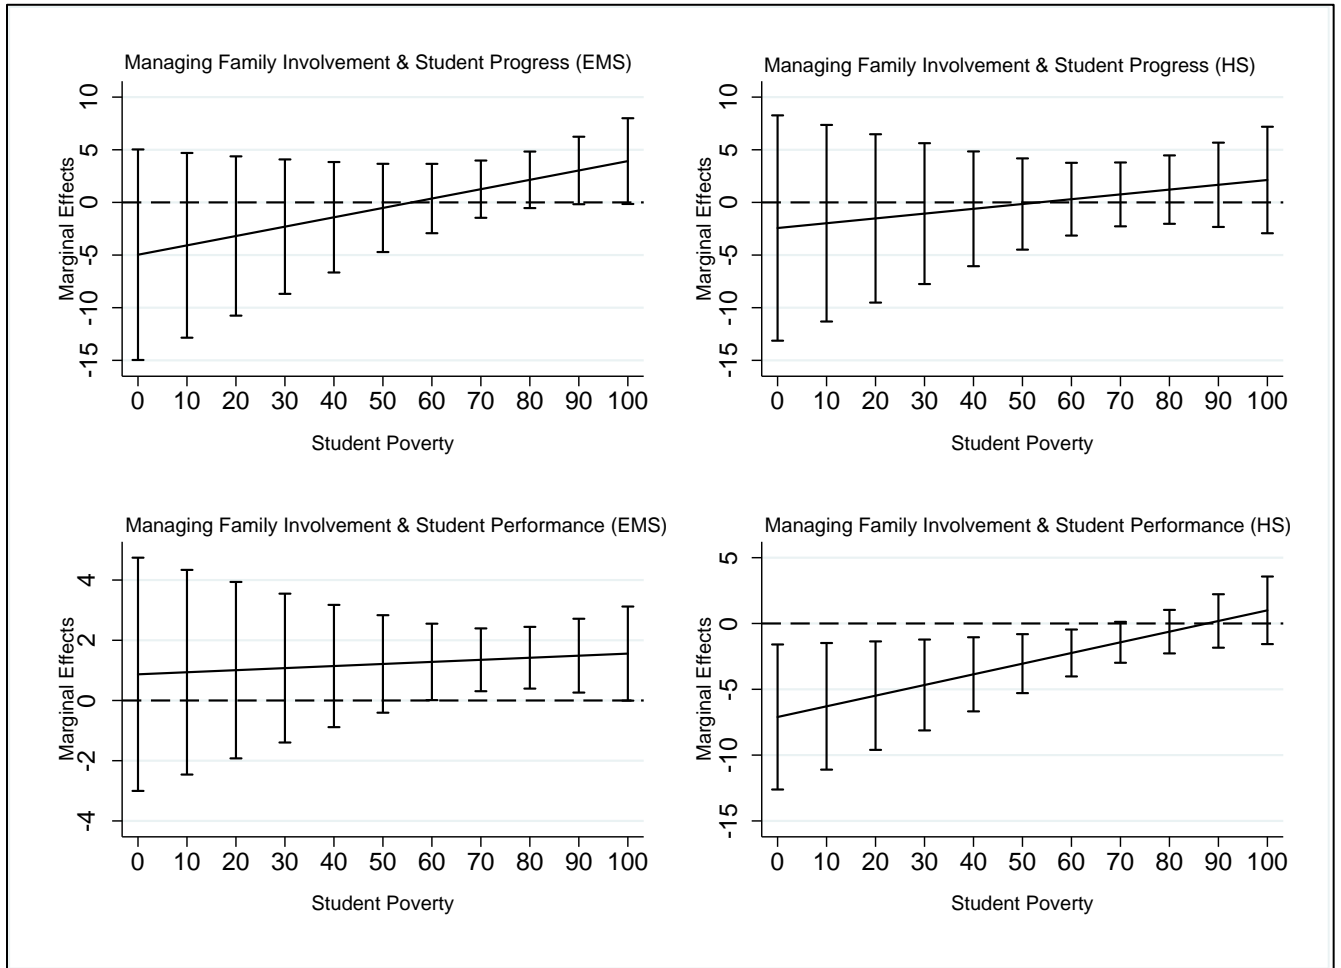 Managing Family Involvement & Student Progress (EMS)
Marginal Effects
10
5
0
-5
-10
-15
0 10 20 30 40 50 60 70 80 90 100
Student Poverty
Managing Family Involvement & Student Progress (HS)
Marginal Effects
10
5
0
-5
-10
-15
0 10 20 30 40 50 60 70 80 90 100
Student Poverty
Managing Family Involvement & Student Performance (EMS)
Marginal Effects
4
2
0
-2
-4
0 10 20 30 40 50 60 70 80 90 100
Student Poverty
Managing Family Involvement & Student Performance (HS)
Marginal Effects
5
0
-5
-10
-15
0 10 20 30 40 50 60 70 80 90 100
Student Poverty